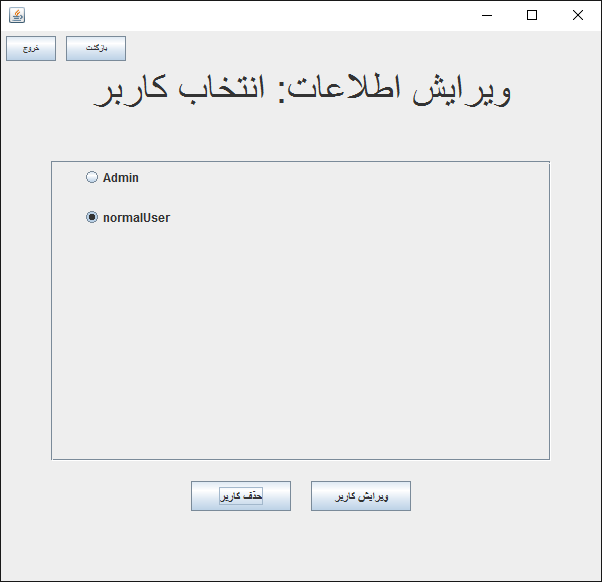 خروج
بازگشت
ویرایش اطلاعات: انتخاب کاربر
Admin
normalUser
حذف کاربر
ویرایش کاربر